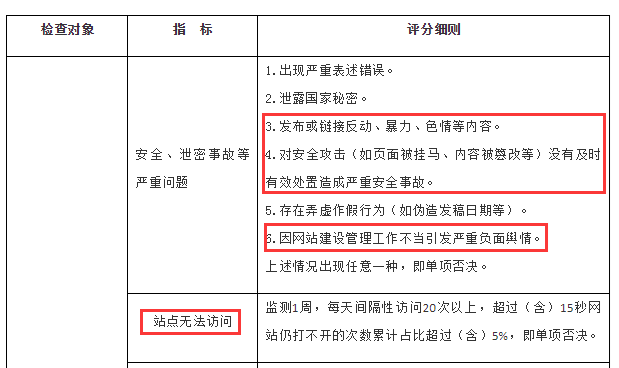 检查对象
指 标
评分细则
安全、泄密事故等
严重问题
1.出现严重表述错误。
2.泄露国家秘密。
3.发布或链接反动、暴力、色情等内容。
4.对安全攻击（如页面被挂马、内容被篡改等）没有及时
有效处置造成严重安全事故。
5.存在弄虚作假行为（如伪造发稿日期等）。
6.因网站建设管理工作不当引发严重负面舆情。
上述情况出现任意一种，即单项否决。
站点无法访问
监测1周，每天间隔性访问20次以上，超过（含）15秒网
站仍打不开的次数累计占比超过（含）5%，即单项否决。